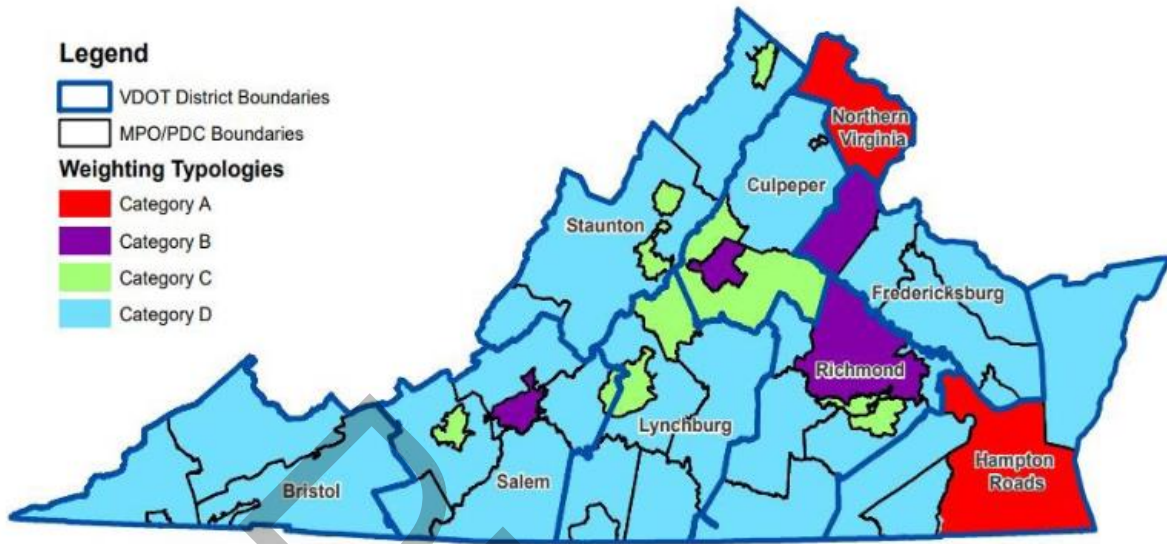 Legend
VDOT District Boundaries
MPO/PDC Boundaries
Weighting Typologies
Category A
Category B
Category C
Category D
Northern
Virginia
Culpeper
Staunton
Fredericksburg
Richmond
Lynchburg
Hampton
Roads
Salem
Bristol